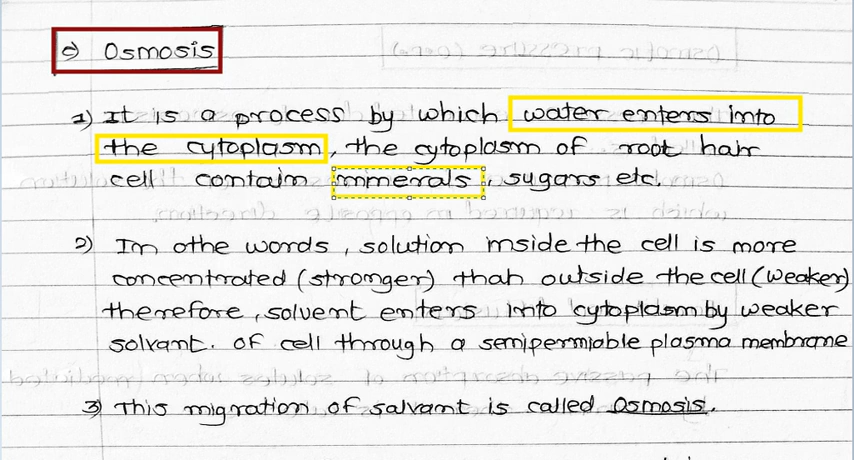 c) Osmosis
1) It is a process by which water enters into
the cytoplasm, the cytoplasm of root hair
cell contain minerals, sugars etc.
2) In othe words, solution inside the cell is more
concentrated (stronger) than outside the cell (weaker)
therefore, solvent enters into cytoplasm by weaker
solvant. of cell through a semipermiable plasma membrane
3) This migration of salvant is called Osmosis.